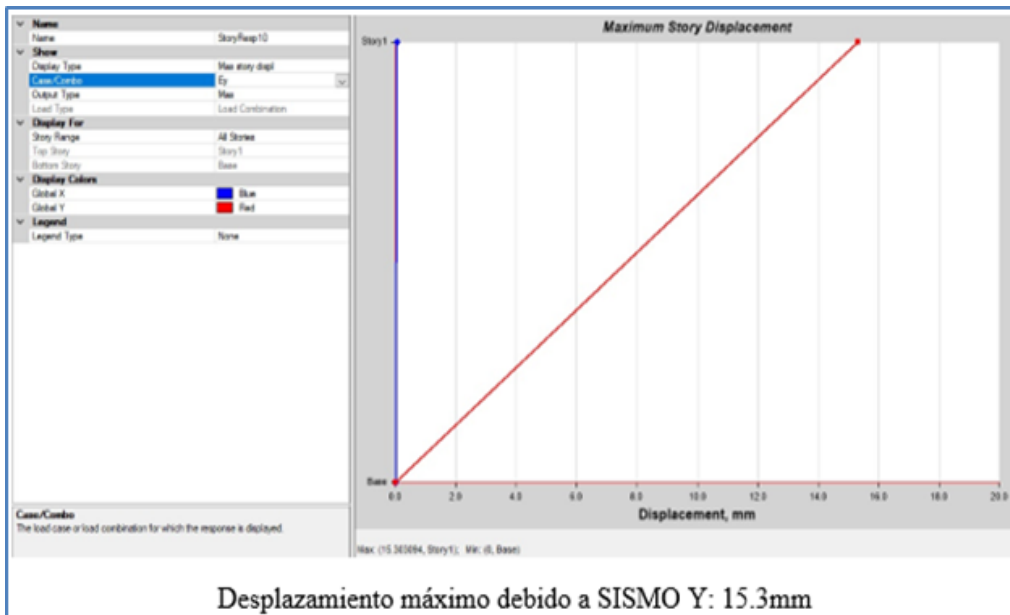 Name
Name StoryResp10
Show
Display Type Max story displ
Case/Combo Ey
Output Type Max
Load Type Load Combination
Display For
Story Range All Stories
Top Story Story1
Bottom Story Base
Display Colors
Global X Blue
Global Y Red
Legend
Legend Type None
Case/Combo
The load case or load combination for which the response is displayed.
Maximum Story Displacement
Story1
Base
0.0 2.0 4.0 6.0 8.0 10.0 12.0 14.0 16.0 18.0 20.0
Displacement, mm
Max: (15.303094, Story1); Min: (0, Base)
Desplazamiento máximo debido a SISMO Y: 15.3mm